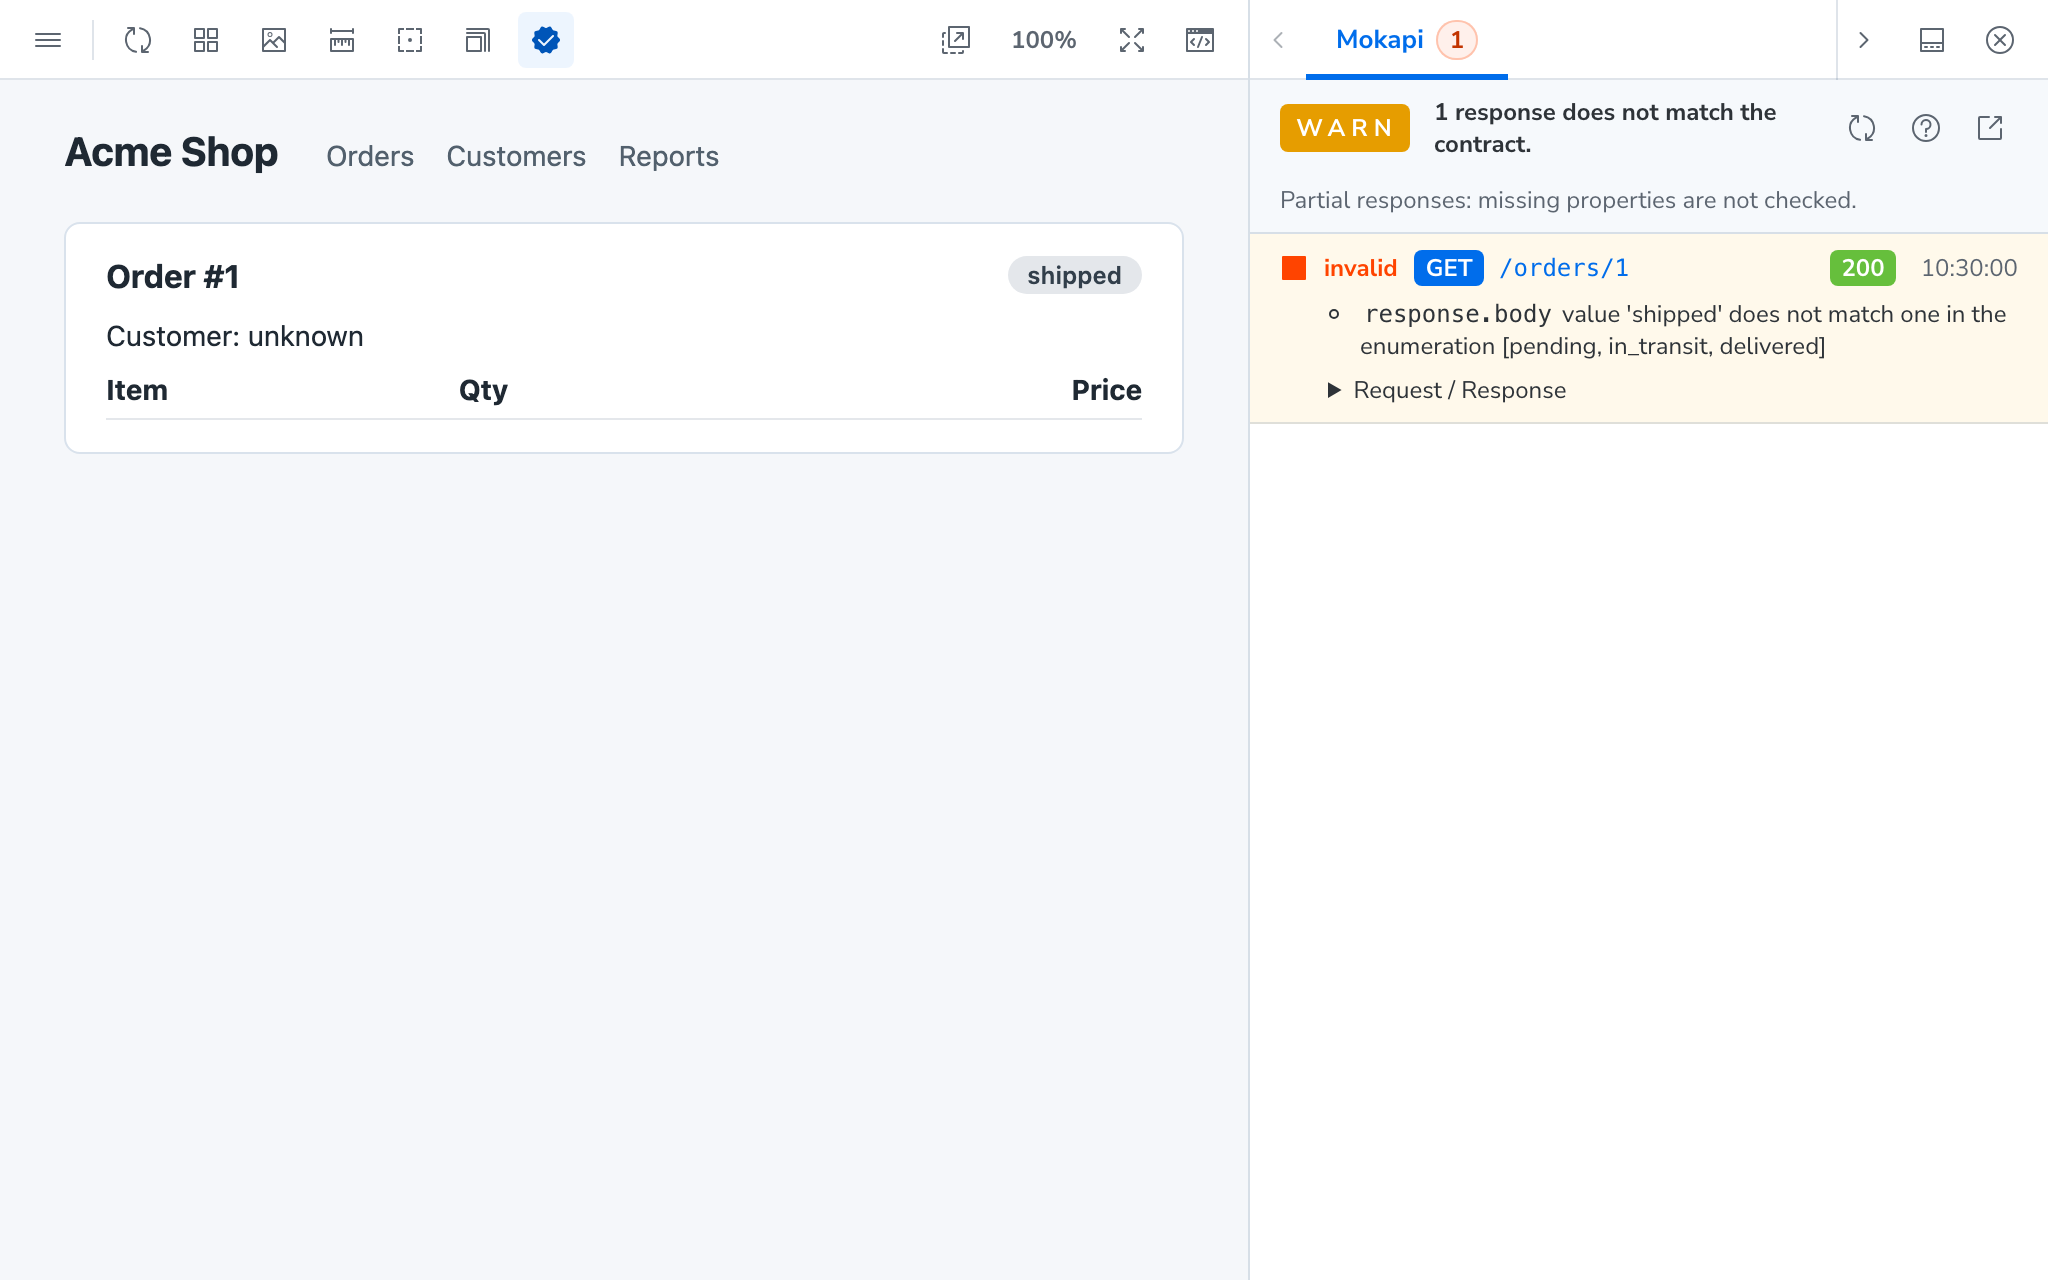 100%
Mokapi 1
Acme Shop Orders Customers Reports
Order #1 shipped
Customer: unknown
Item Qty Price
WARN 1 response does not match the
contract.
Partial responses: missing properties are not checked.
invalid GET /orders/1 200 10:30:00
response.body value 'shipped' does not match one in the
enumeration [pending, in_transit, delivered]
Request / Response